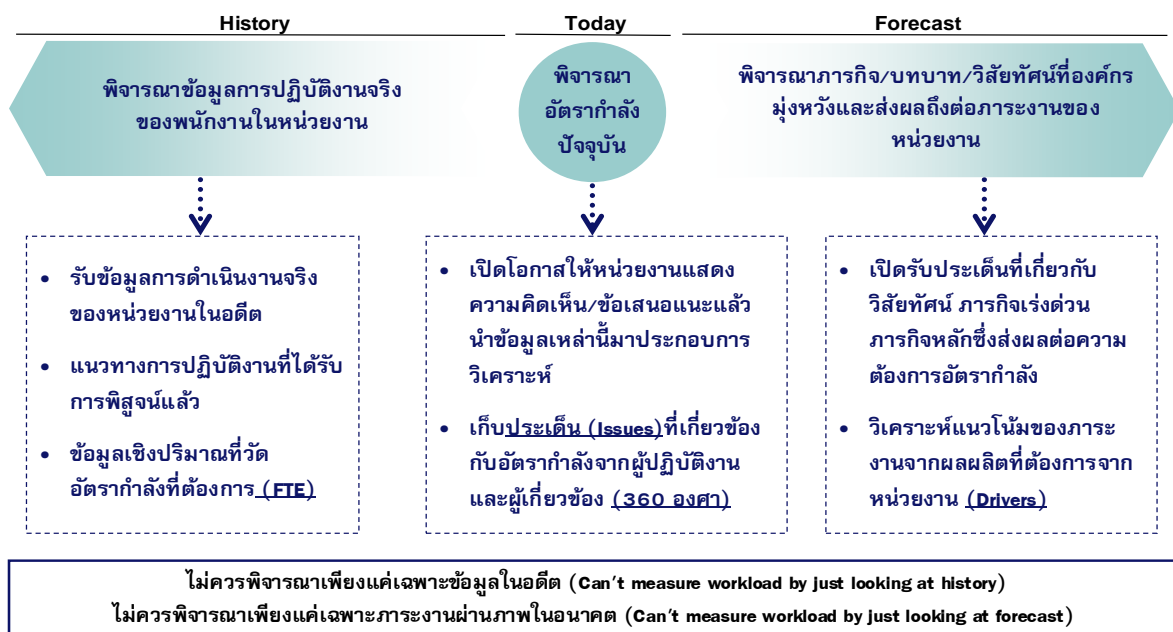 History
Today
Forecast
พิจารณาข้อมูลการปฏิบัติงานจริง
ของพนักงานในหน่วยงาน
พิจารณา
อัตรากำลัง
ปัจจุบัน
พิจารณาภารกิจ/บทบาท/วิสัยทัศน์ที่องค์กร
มุ่งหวังและส่งผลถึงต่อภาระงานของ
หน่วยงาน
• รับข้อมูลการดำเนินงานจริง
ของหน่วยงานในอดีต
• แนวทางการปฏิบัติงานที่ได้รับ
การพิสูจน์แล้ว
• ข้อมูลเชิงปริมาณที่วัด
อัตรากำลังที่ต้องการ (FTE)
• เปิดโอกาสให้หน่วยงานแสดง
ความคิดเห็น/ข้อเสนอแนะแล้ว
นำข้อมูลเหล่านี้มาประกอบการ
วิเคราะห์
• เก็บประเด็น (Issues)ที่เกี่ยวข้อง
กับอัตรากำลังจากผู้ปฏิบัติงาน
และผู้เกี่ยวข้อง (360 องศา)
• เปิดรับประเด็นที่เกี่ยวกับ
วิสัยทัศน์ ภารกิจเร่งด่วน
ภารกิจหลักซึ่งส่งผลต่อความ
ต้องการอัตรากำลัง
• วิเคราะห์แนวโน้มของภาระ
งานจากผลผลิตที่ต้องการจาก
หน่วยงาน (Drivers)
ไม่ควรพิจารณาเพียงแค่เฉพาะข้อมูลในอดีต (Can't measure workload by just looking at history)
ไม่ควรพิจารณาเพียงแค่เฉพาะภาระงานผ่านภาพในอนาคต (Can't measure workload by just looking at forecast)